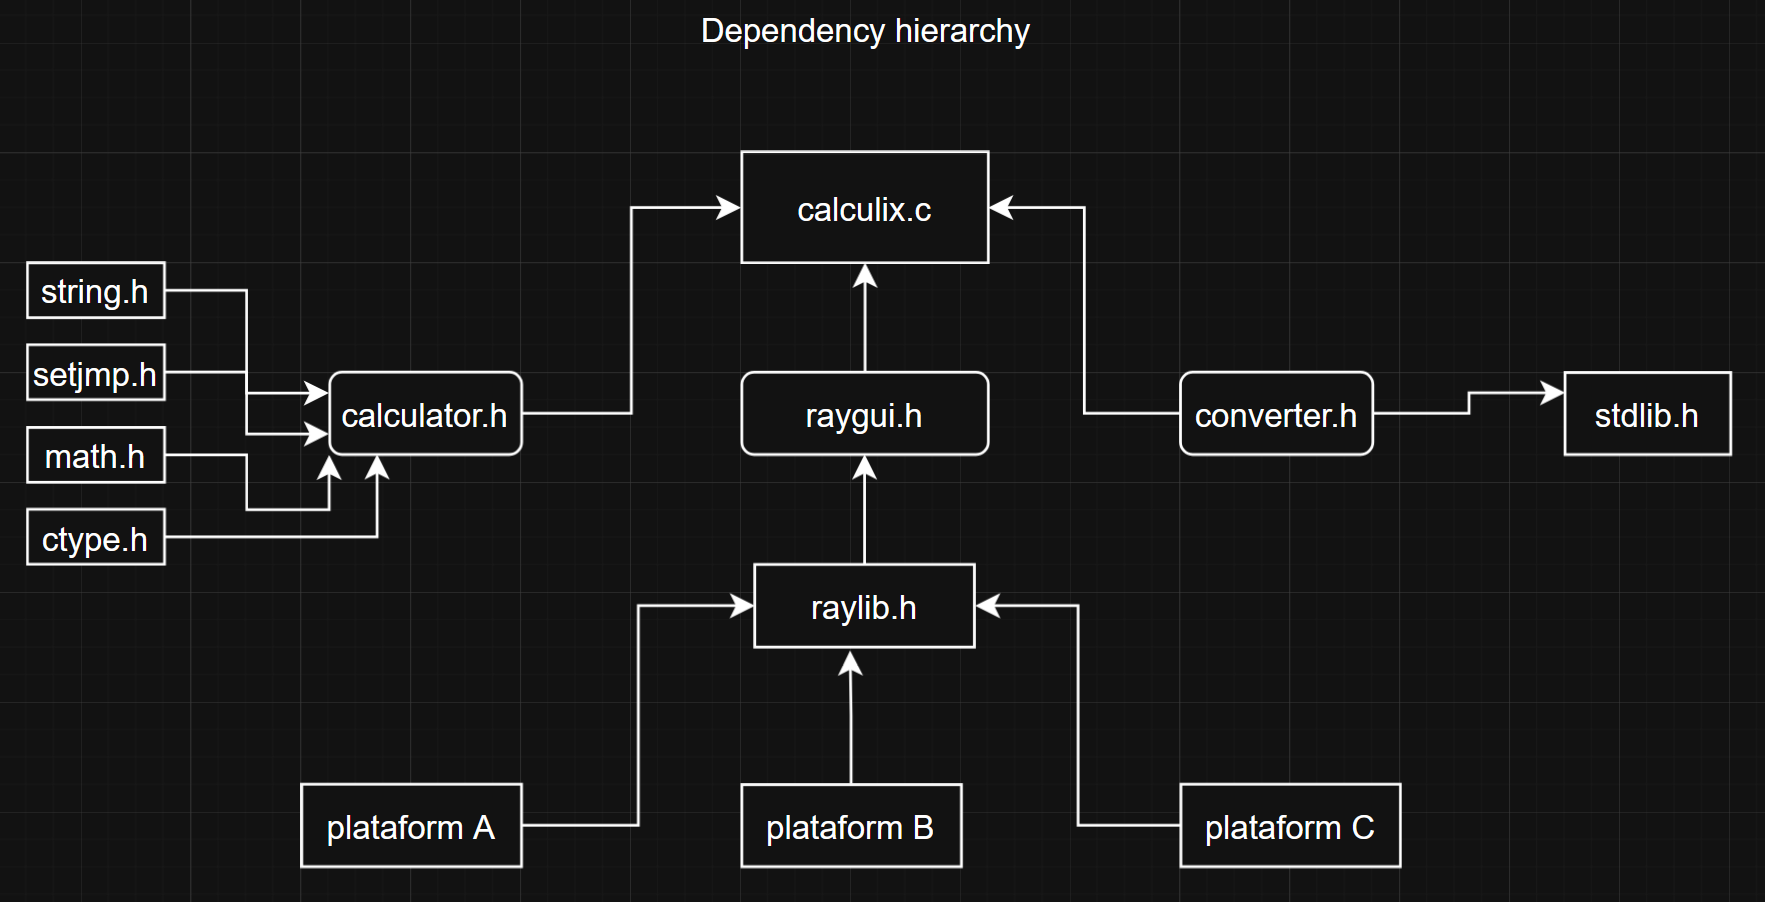 Dependency hierarchy
calculix.c
string.h
setjmp.h
math.h
ctype.h
calculator.h
raygui.h
converter.h
stdlib.h
raylib.h
plataform A
plataform B
plataform C